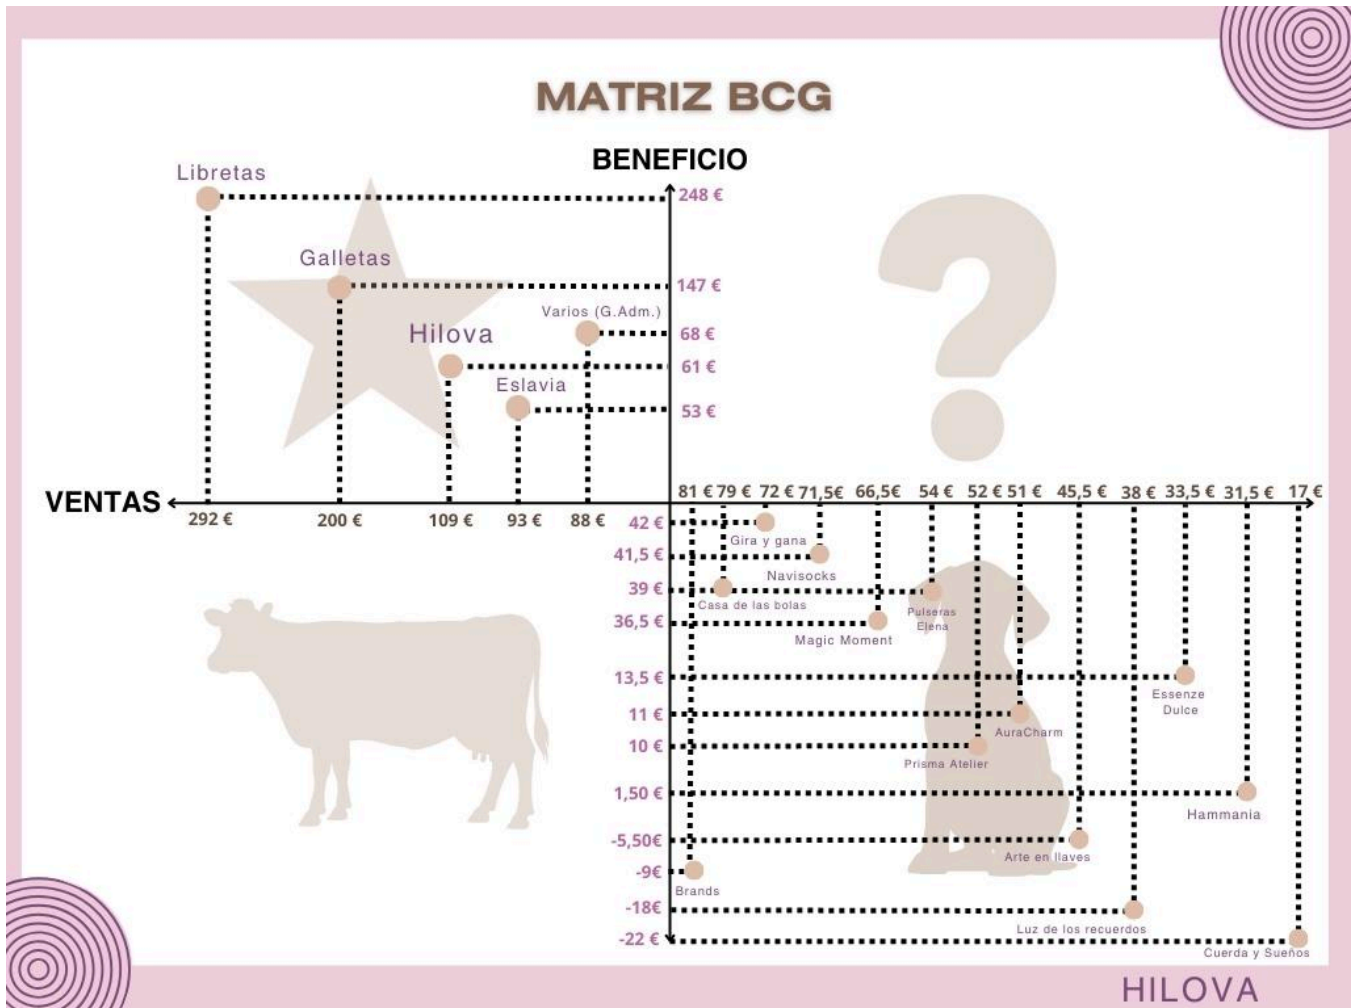 MATRIZ BCG
BENEFICIO
Libretas
248 €
Galletas
147 €
Varios (G.Adm.)
68 €
Hilova
61 €
Eslavia
53 €
VENTAS
292 €
200 €
109 €
93 €
88 €
81 €
79 €
72 €
71,5€
66,5€
54 €
52 €
51 €
45,5€
38 €
33,5€
31,5€
17€
42 €
Gira y gana
41,5€
Navisocks
39 €
Casa de las bolas
Pulseras
Elena
36,5 €
Magic Moment
13,5 €
Essenze
Dulce
11 €
AuraCharm
10 €
Prisma Atelier
1,50 €
Hammania
-5,50€
Arte en llaves
-9€
Brands
-18€
Luz de los recuerdos
-22 €
Cuerda y Sueños
HILOVA